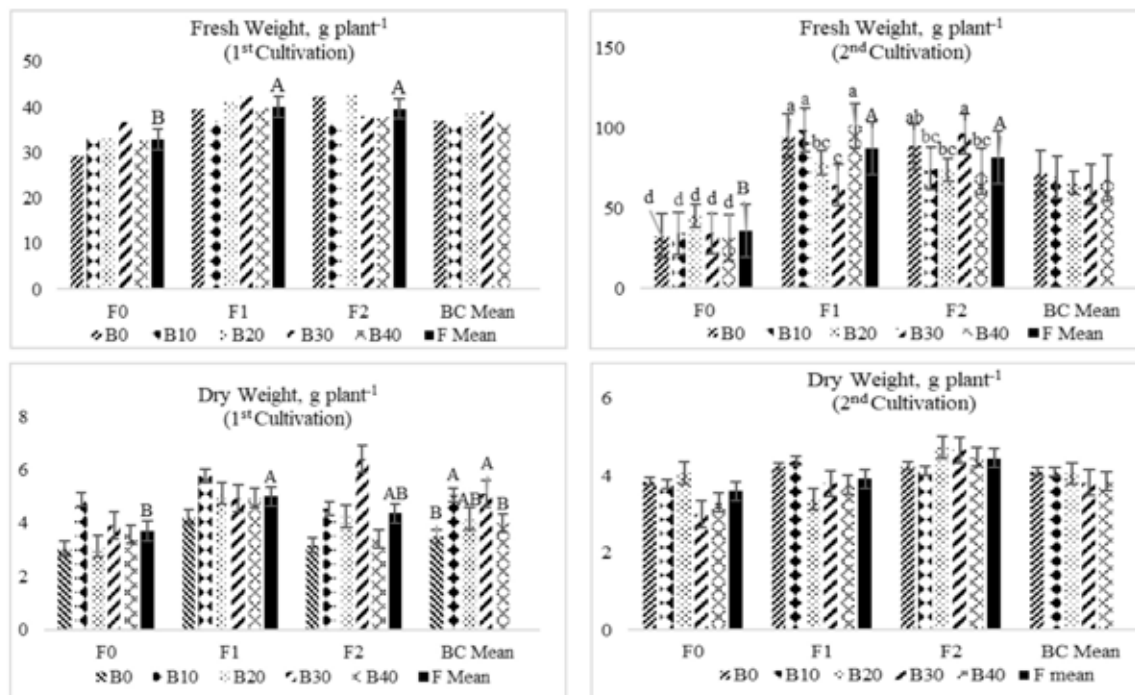 Fresh Weight, g plant-1
(1st Cultivation)
50
40
30
20
10
0
B
A
A
F0 F1 F2 BC Mean
B0 B10 B20 B30 B40 F Mean
Fresh Weight, g plant-1
(2nd Cultivation)
150
100
50
0
d d d d d B
a a bc c a A
ab bc bc a bc A
F0 F1 F2 BC Mean
B0 B10 B20 B30 B40 F Mean
Dry Weight, g plant-1
(1st Cultivation)
8
6
4
2
0
B
A
AB
B A AB A B
F0 F1 F2 BC Mean
B0 B10 B20 B30 B40 F Mean
Dry Weight, g plant-1
(2nd Cultivation)
6
4
2
0
F0 F1 F2 BC Mean
B0 B10 B20 B30 B40 F mean